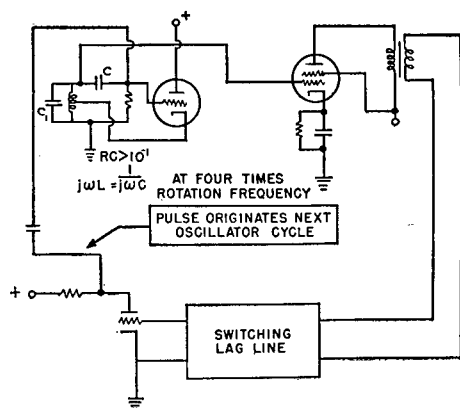 +
C
C₁
RC>10⁻¹
jωL = 1/jωC
AT FOUR TIMES
ROTATION FREQUENCY
PULSE ORIGINATES NEXT
OSCILLATOR CYCLE
+
SWITCHING
LAG LINE